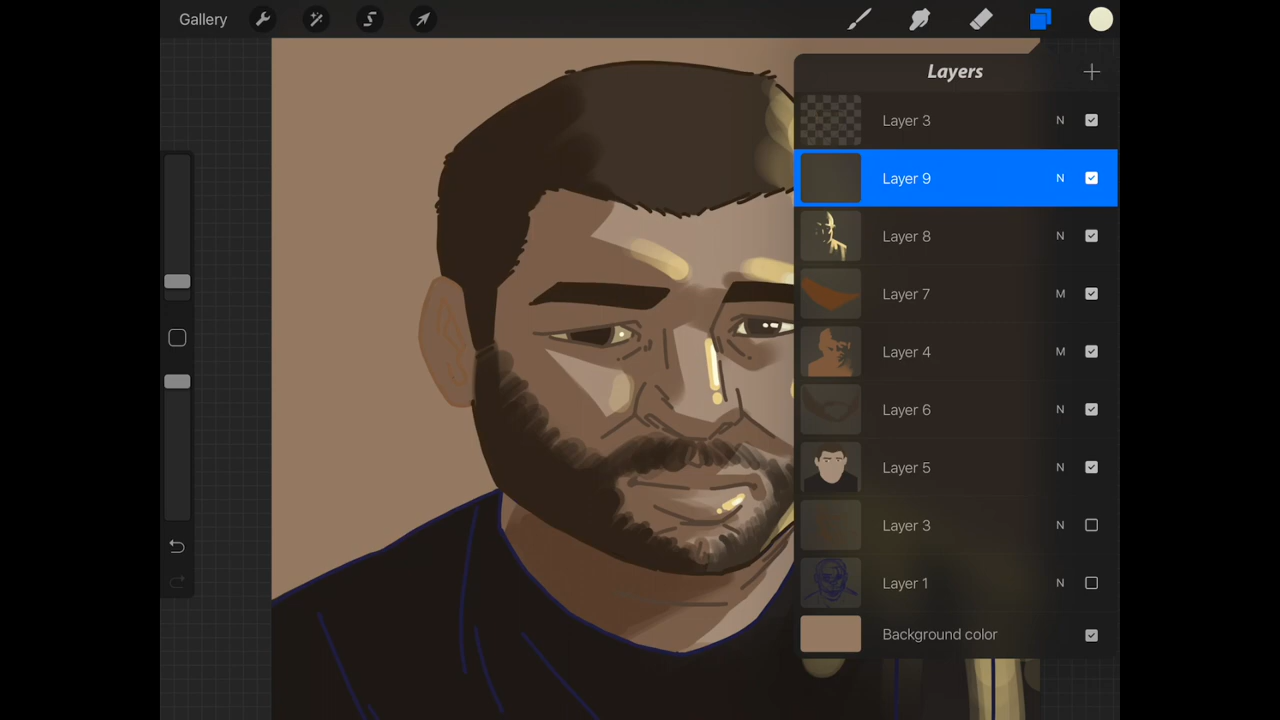 Gallery
Layers
Layer 3 N
Layer 9 N
Layer 8 N
Layer 7 M
Layer 4 M
Layer 6 N
Layer 5 N
Layer 3 N
Layer 1 N
Background color